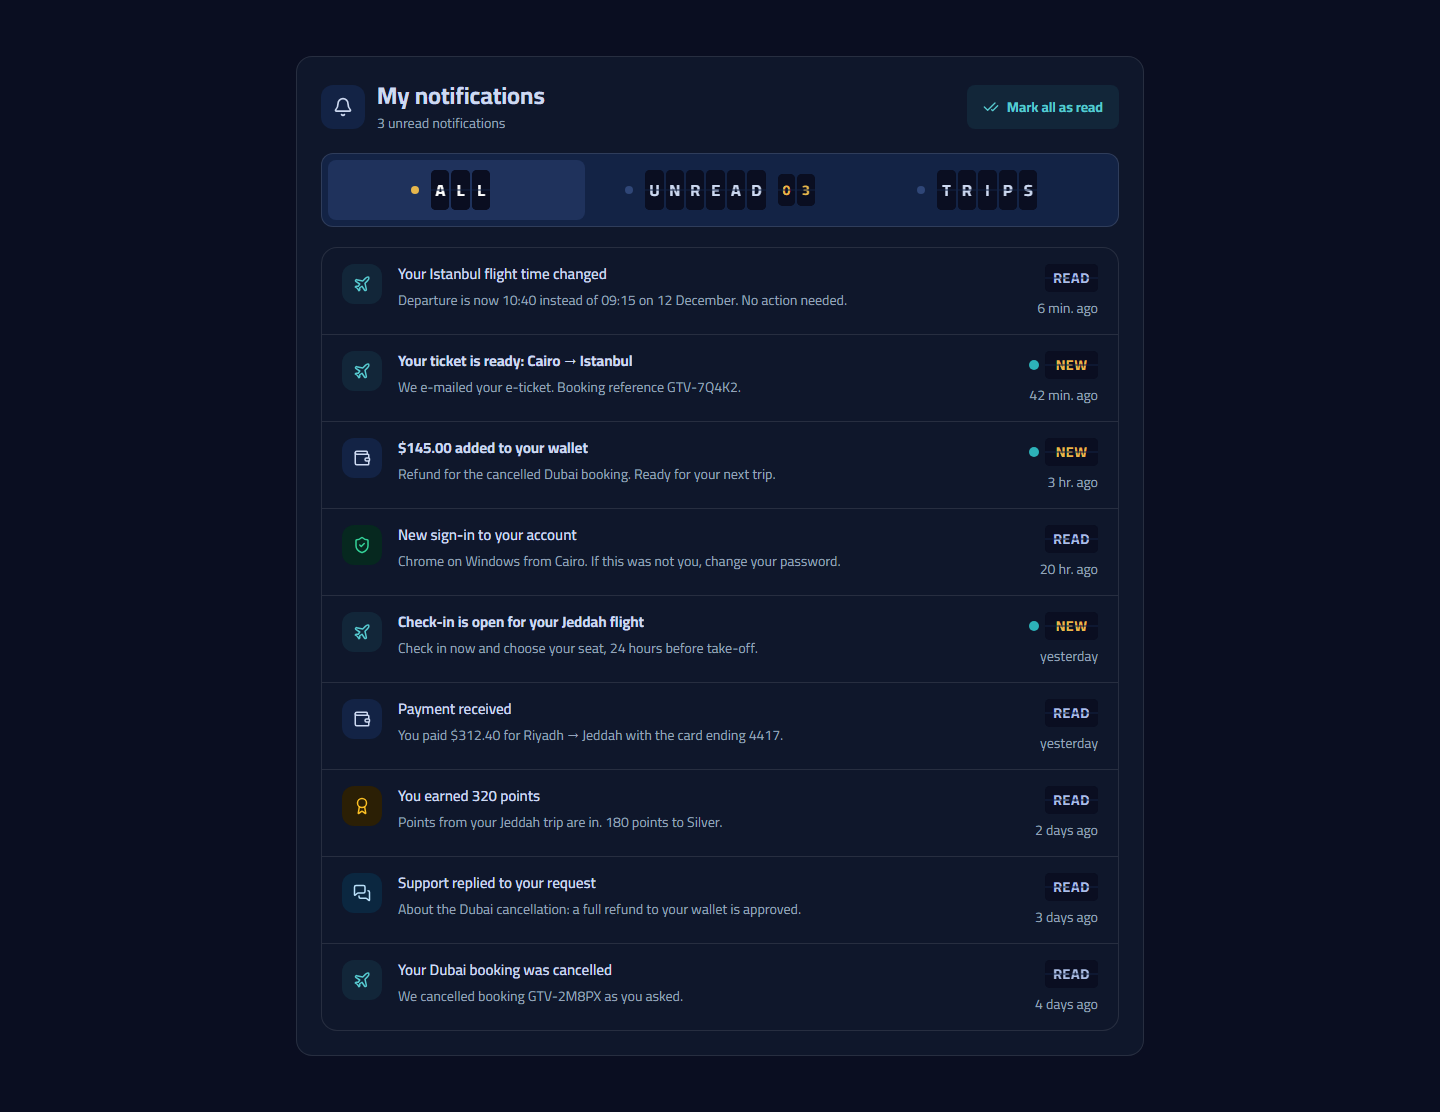 My notifications
3 unread notifications
Mark all as read
ALL
UNREAD 03
TRIPS
Your Istanbul flight time changed
READ
Departure is now 10:40 instead of 09:15 on 12 December. No action needed.
6 min. ago
Your ticket is ready: Cairo → Istanbul
NEW
We e-mailed your e-ticket. Booking reference GTV-7Q4K2.
42 min. ago
$145.00 added to your wallet
NEW
Refund for the cancelled Dubai booking. Ready for your next trip.
3 hr. ago
New sign-in to your account
READ
Chrome on Windows from Cairo. If this was not you, change your password.
20 hr. ago
Check-in is open for your Jeddah flight
NEW
Check in now and choose your seat, 24 hours before take-off.
yesterday
Payment received
READ
You paid $312.40 for Riyadh → Jeddah with the card ending 4417.
yesterday
You earned 320 points
READ
Points from your Jeddah trip are in. 180 points to Silver.
2 days ago
Support replied to your request
READ
About the Dubai cancellation: a full refund to your wallet is approved.
3 days ago
Your Dubai booking was cancelled
READ
We cancelled booking GTV-2M8PX as you asked.
4 days ago